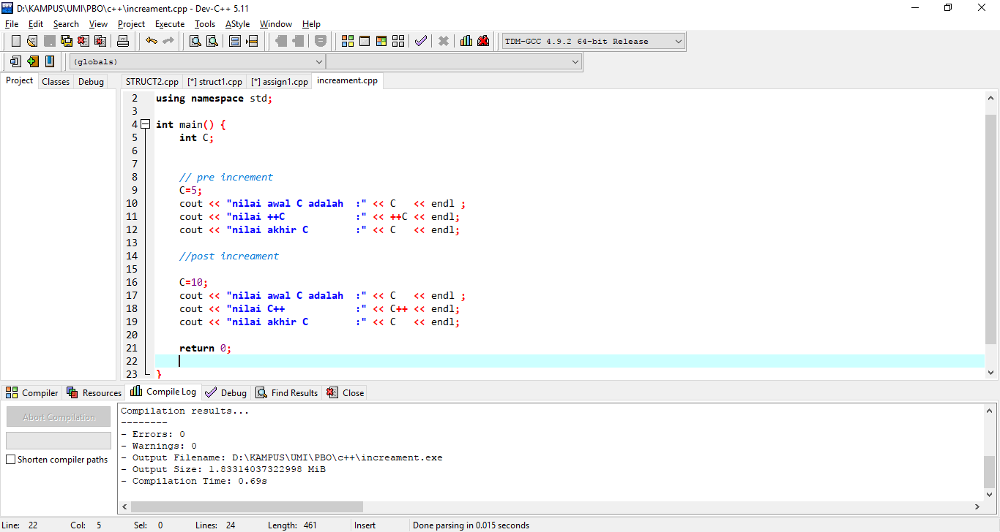 D:\KAMPUS\UMI\PBO\c++\increament.cpp - Dev-C++ 5.11
File Edit Search View Project Execute Tools AStyle Window Help
TDM-GCC 4.9.2 64-bit Release
(globals)
Project Classes Debug
STRUCT2.cpp [*] struct1.cpp [*] assign1.cpp increament.cpp
2 using namespace std;
3
4 int main() {
5 int C;
6
7
8 // pre increment
9 C=5;
10 cout << "nilai awal C adalah  :" << C   << endl ;
11 cout << "nilai ++C            :" << ++C << endl;
12 cout << "nilai akhir C        :" << C   << endl;
13
14 //post increament
15
16 C=10;
17 cout << "nilai awal C adalah  :" << C   << endl ;
18 cout << "nilai C++            :" << C++ << endl;
19 cout << "nilai akhir C        :" << C   << endl;
20
21 return 0;
22
23 }
Compiler Resources Compile Log Debug Find Results Close
Abort Compilation
Shorten compiler paths
Compilation results...
--------
- Errors: 0
- Warnings: 0
- Output Filename: D:\KAMPUS\UMI\PBO\c++\increament.exe
- Output Size: 1.83314037322998 MiB
- Compilation Time: 0.69s
Line: 22 Col: 5 Sel: 0 Lines: 24 Length: 461 Insert Done parsing in 0.015 seconds